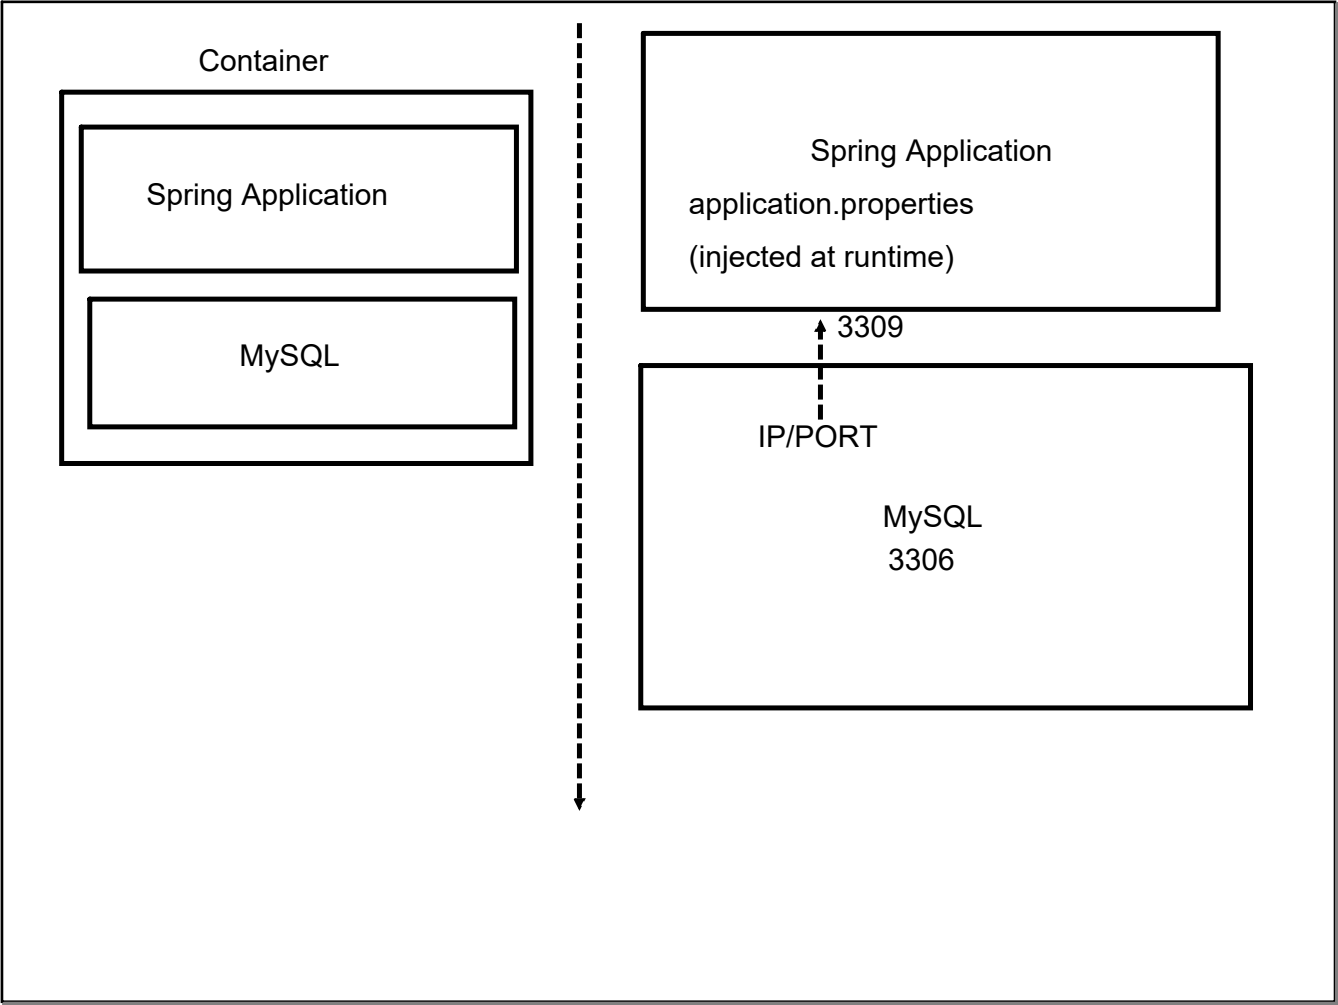 Container
Spring Application
MySQL
Spring Application
application.properties
(injected at runtime)
3309
IP/PORT
MySQL
3306